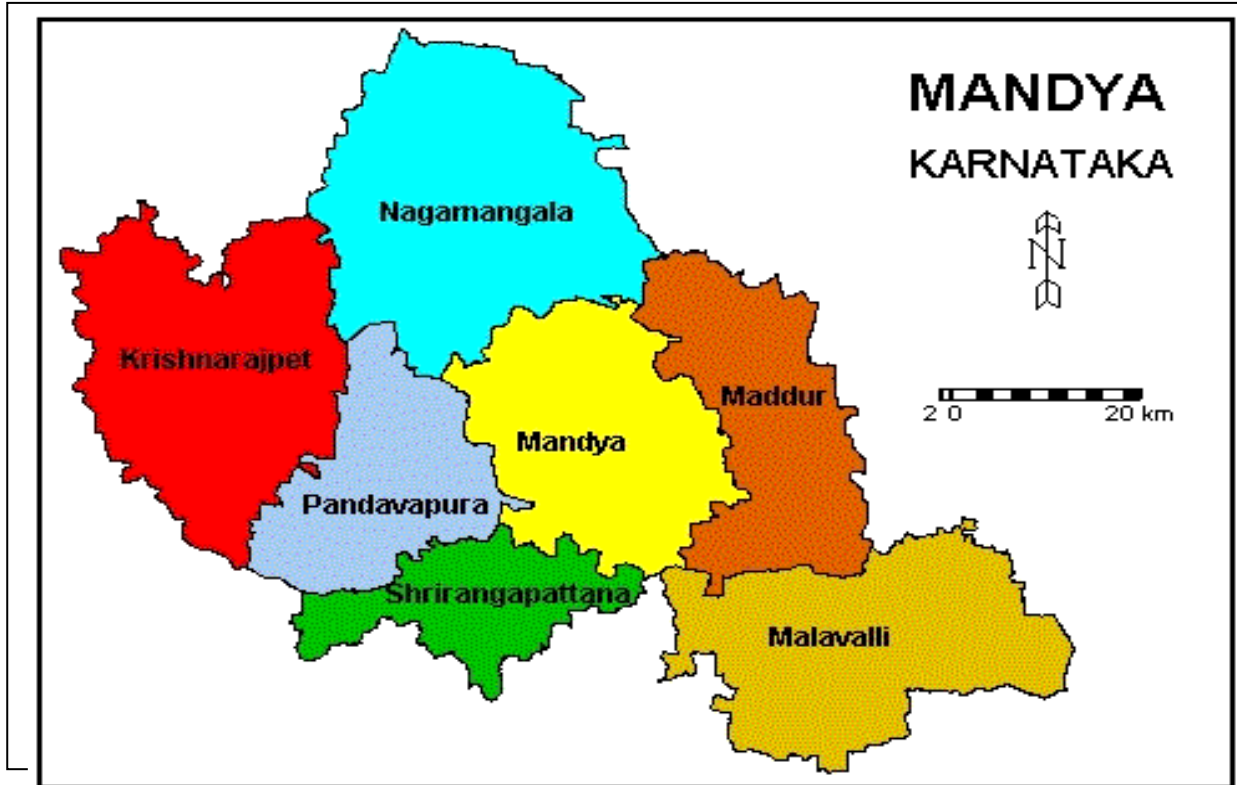 MANDYA
KARNATAKA
N
Nagamangala
Krishnarajpet
Maddur
2 0 20 km
Mandya
Pandavapura
Shrirangapattana
Malavalli